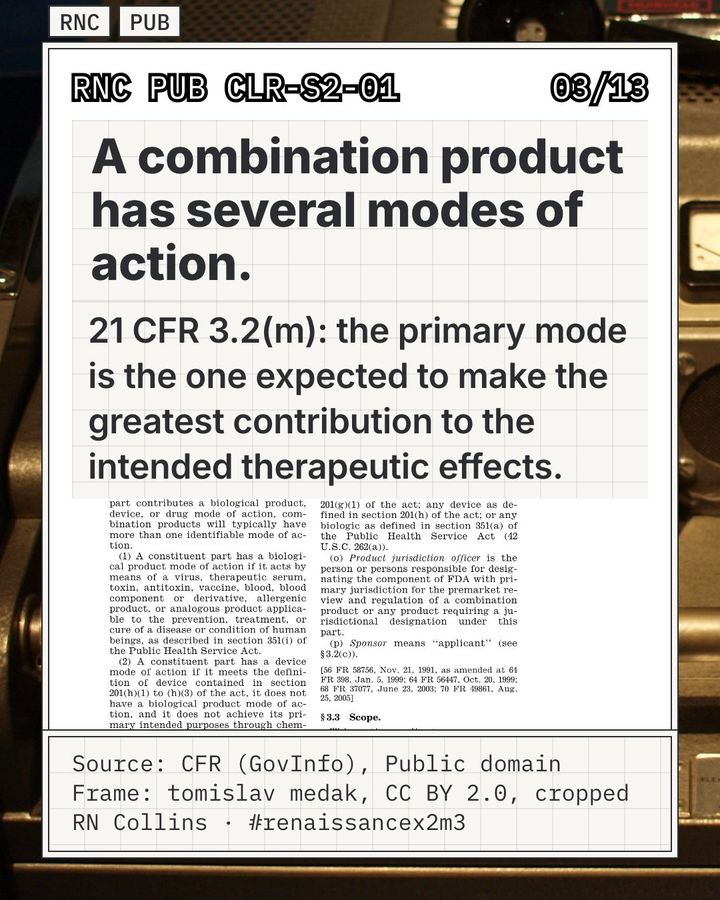 RNC PUB
RNC PUB CLR-S2-01 03/13
A combination product
has several modes of
action.
21 CFR 3.2(m): the primary mode
is the one expected to make the
greatest contribution to the
intended therapeutic effects.
part contributes a biological product,
device, or drug mode of action, com-
bination products will typically have
more than one identifiable mode of ac-
tion.
(1) A constituent part has a biologi-
cal product mode of action if it acts by
means of a virus, therapeutic serum,
toxin, antitoxin, vaccine, blood, blood
component or derivative, allergenic
product, or analogous product applica-
ble to the prevention, treatment, or
cure of a disease or condition of human
beings, as described in section 351(i) of
the Public Health Service Act.
(2) A constituent part has a device
mode of action if it meets the defini-
tion of device contained in section
201(h)(1) to (h)(3) of the act, it does not
have a biological product mode of ac-
tion, and it does not achieve its pri-
mary intended purposes through chem-
201(g)(1) of the act; any device as de-
fined in section 201(h) of the act; or any
biologic as defined in section 351(a) of
the Public Health Service Act (42
U.S.C. 262(a)).
(o) Product jurisdiction officer is the
person or persons responsible for desig-
nating the component of FDA with pri-
mary jurisdiction for the premarket re-
view and regulation of a combination
product or any product requiring a ju-
risdictional designation under this
part.
(p) Sponsor means ‘‘applicant’’ (see
§ 3.2(c)).
[56 FR 58756, Nov. 21, 1991, as amended at 64
FR 398, Jan. 5, 1999; 64 FR 56447, Oct. 20, 1999;
68 FR 37077, June 23, 2003; 70 FR 49861, Aug.
25, 2005]
§ 3.3 Scope.
Source: CFR (GovInfo), Public domain
Frame: tomislav medak, CC BY 2.0, cropped
RN Collins · #renaissancex2m3